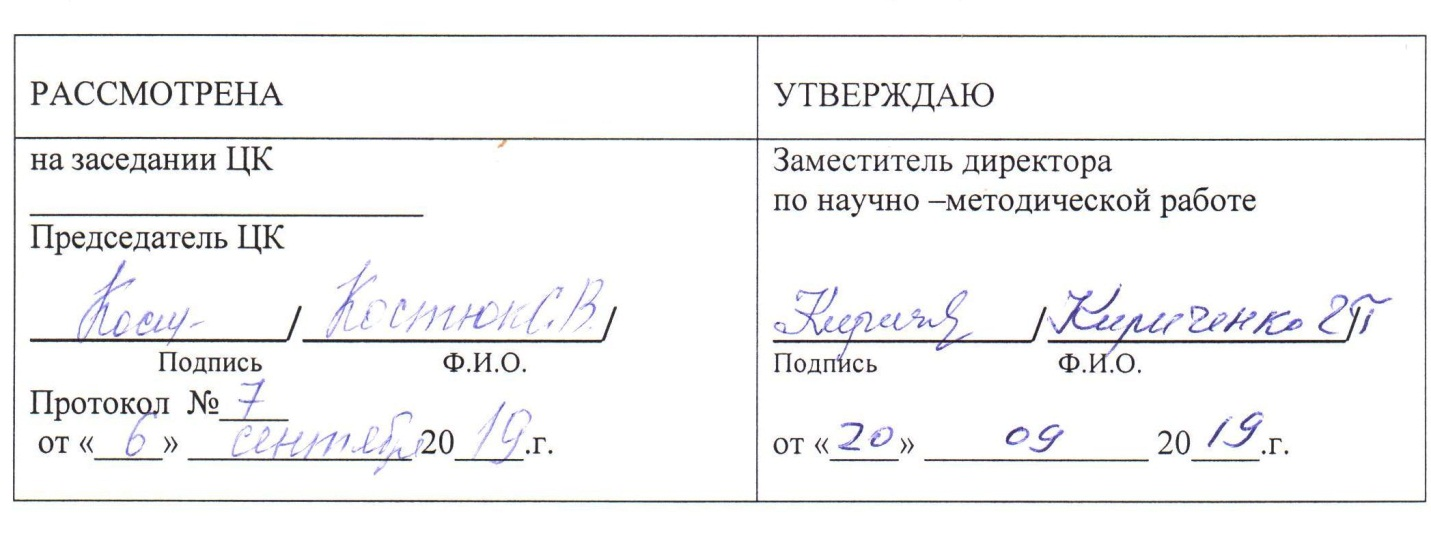 РАССМОТРЕНА
на заседании ЦК
Председатель ЦК
/ Костюк С.В. /
Подпись Ф.И.О.
Протокол № 7
от « 6 » сентября 20 19 .г.
УТВЕРЖДАЮ
Заместитель директора
по научно –методической работе
/ Кириченко /
Подпись Ф.И.О.
от « 20 » 09 20 19 .г.